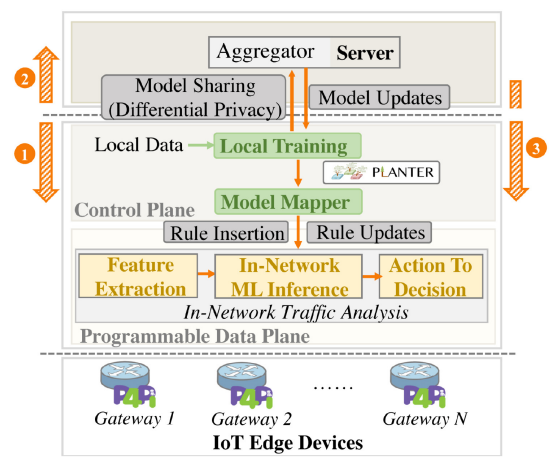 Aggregator Server
2
Model Sharing
(Differential Privacy)
Model Updates
1
3
Local Data
Local Training
PLANTER
Model Mapper
Control Plane
Rule Insertion
Rule Updates
Feature
Extraction
In-Network
ML Inference
Action To
Decision
In-Network Traffic Analysis
Programmable Data Plane
P4Pi
P4Pi
......
P4Pi
Gateway 1
Gateway 2
Gateway N
IoT Edge Devices